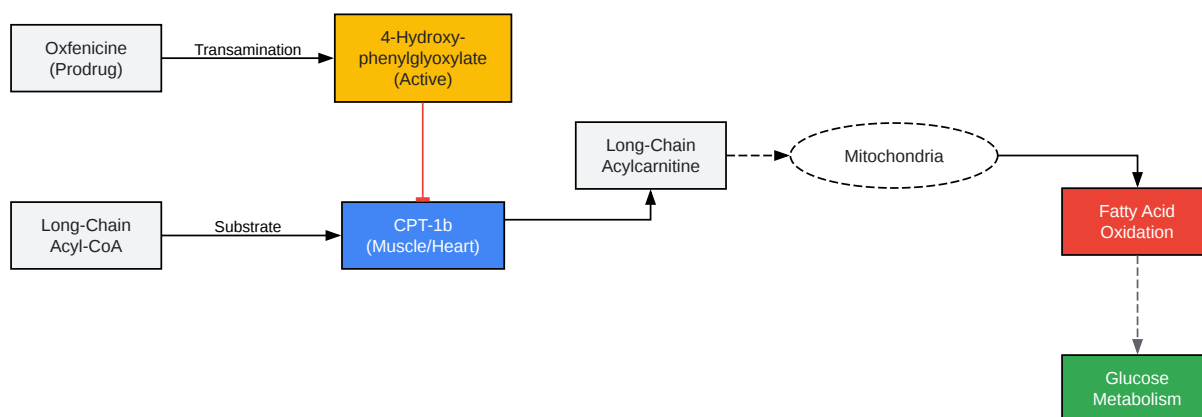 Oxfenicine
(Prodrug)
Transamination
4-Hydroxy-
phenylglyoxylate
(Active)
Long-Chain
Acyl-CoA
Substrate
CPT-1b
(Muscle/Heart)
Long-Chain
Acylcarnitine
Mitochondria
Fatty Acid
Oxidation
Glucose
Metabolism